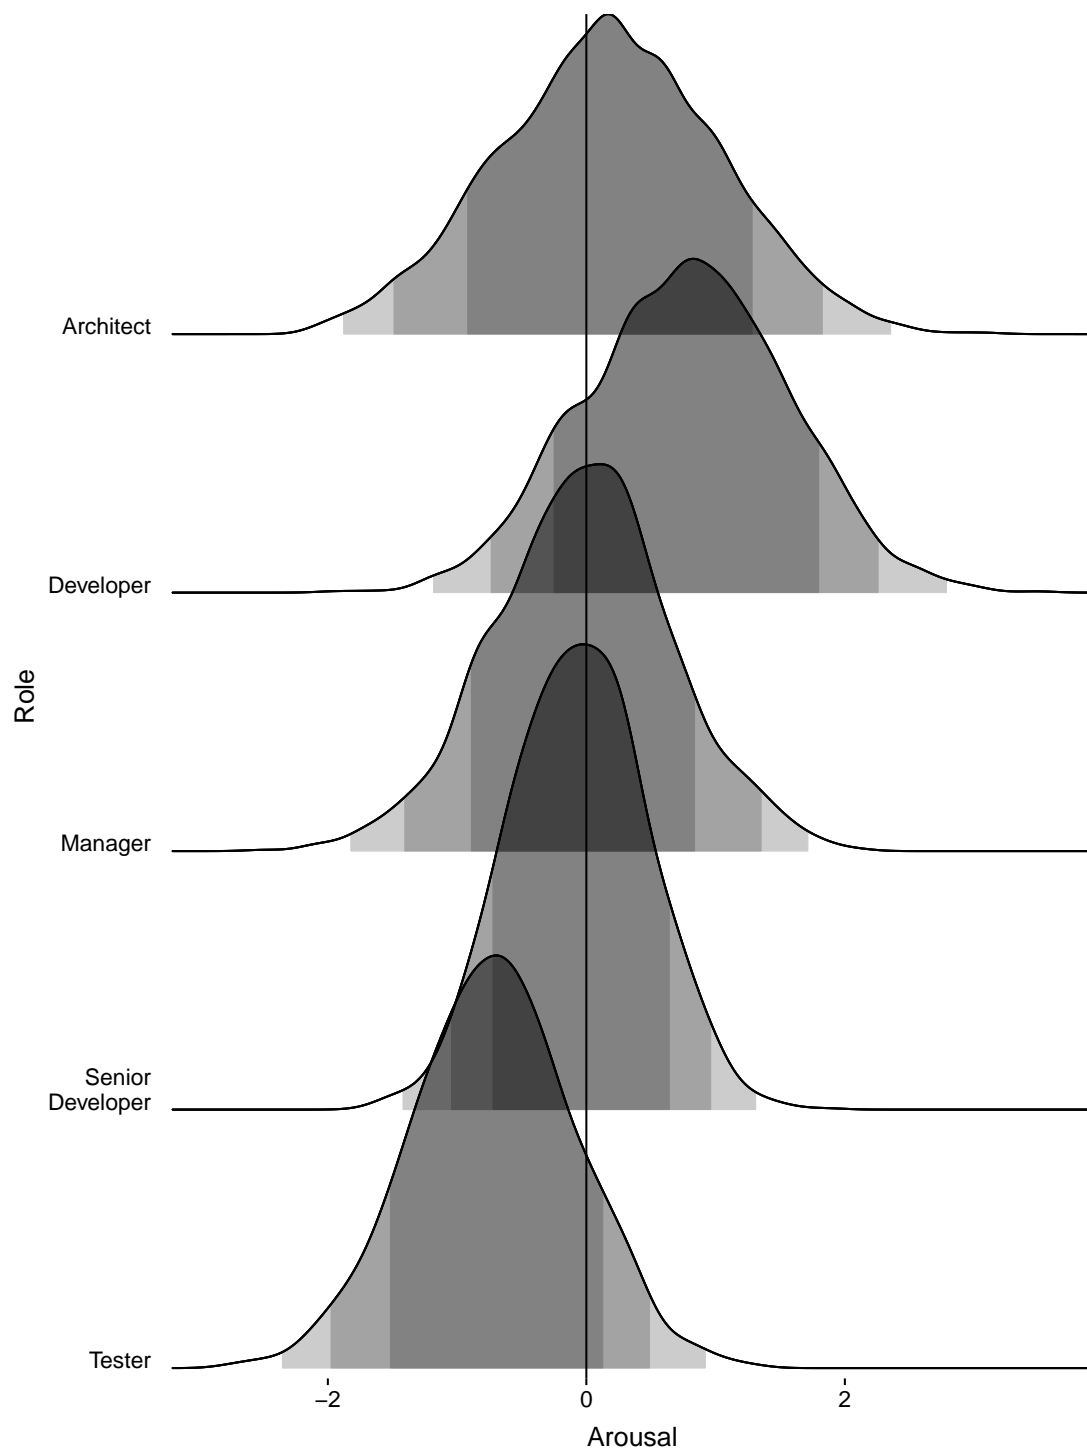 Architect
Developer
Role
Manager
Senior
Developer
Tester
−2
0
2
Arousal